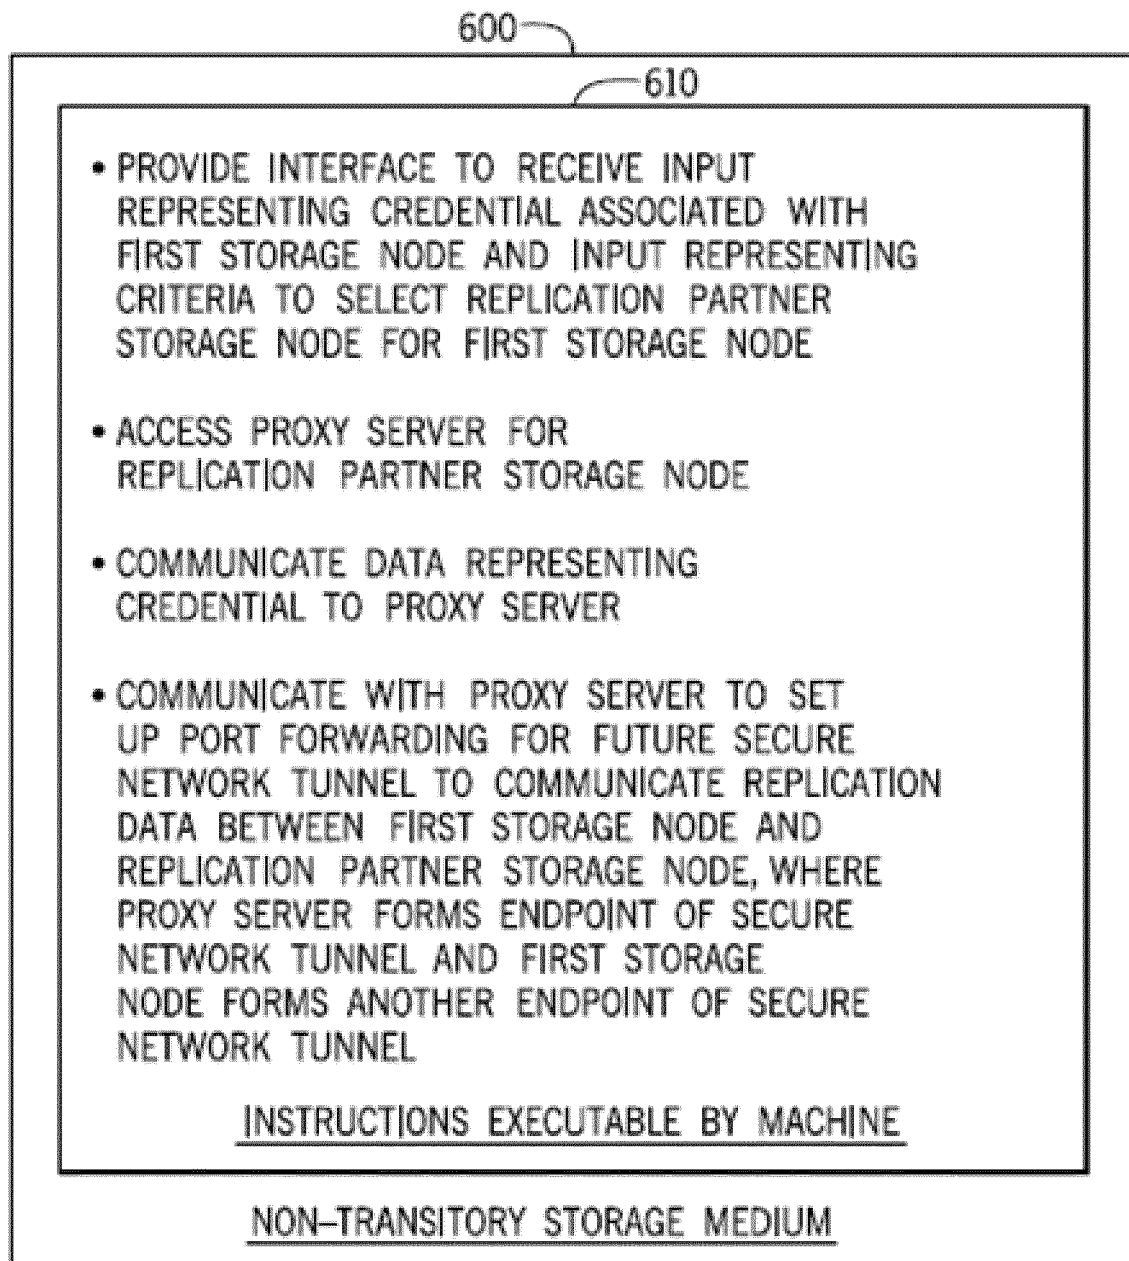 600
610
• PROVIDE INTERFACE TO RECEIVE INPUT
REPRESENTING CREDENTIAL ASSOCIATED WITH
FIRST STORAGE NODE AND INPUT REPRESENTING
CRITERIA TO SELECT REPLICATION PARTNER
STORAGE NODE FOR FIRST STORAGE NODE
• ACCESS PROXY SERVER FOR
REPLICATION PARTNER STORAGE NODE
• COMMUNICATE DATA REPRESENTING
CREDENTIAL TO PROXY SERVER
• COMMUNICATE WITH PROXY SERVER TO SET
UP PORT FORWARDING FOR FUTURE SECURE
NETWORK TUNNEL TO COMMUNICATE REPLICATION
DATA BETWEEN FIRST STORAGE NODE AND
REPLICATION PARTNER STORAGE NODE, WHERE
PROXY SERVER FORMS ENDPOINT OF SECURE
NETWORK TUNNEL AND FIRST STORAGE
NODE FORMS ANOTHER ENDPOINT OF SECURE
NETWORK TUNNEL
INSTRUCTIONS EXECUTABLE BY MACHINE
NON-TRANSITORY STORAGE MEDIUM